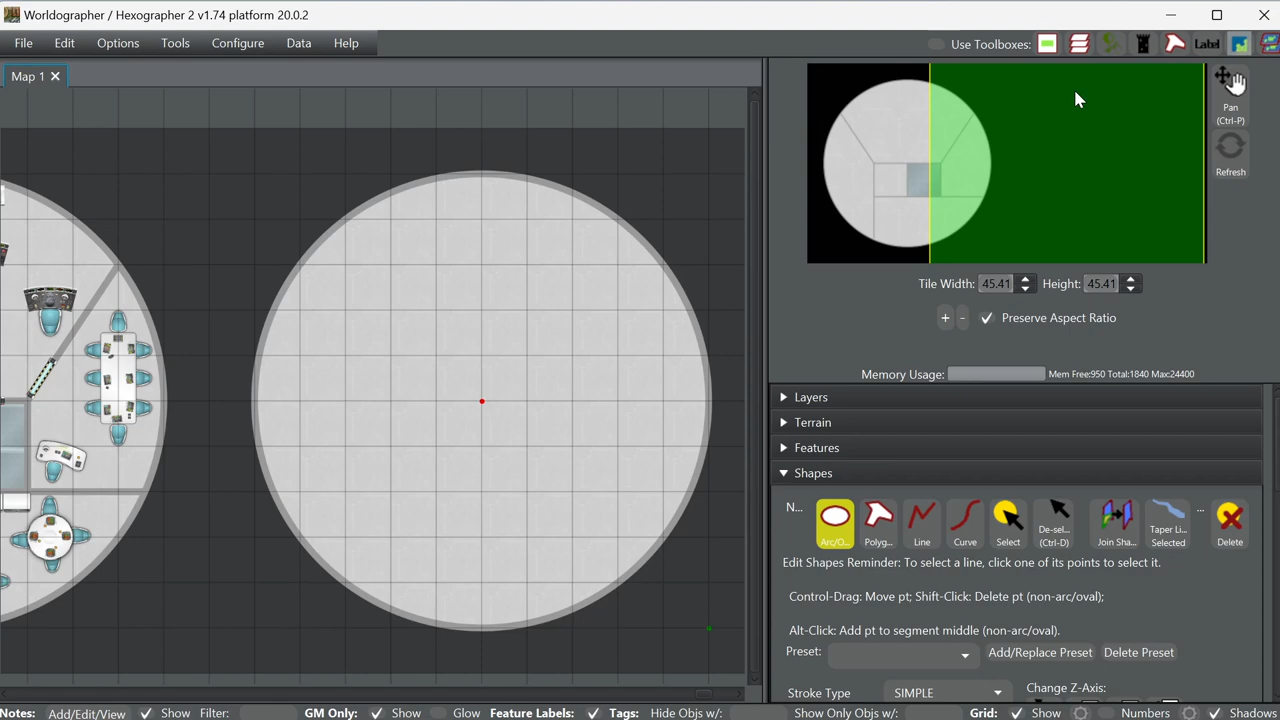 Worldographer / Hexographer 2 v1.74 platform 20.0.2
File Edit Options Tools Configure Data Help
Use Toolboxes: Label
Map 1
Pan
(Ctrl-P)
Refresh
Tile Width: 45.41 Height: 45.41
+ - Preserve Aspect Ratio
Memory Usage: Mem Free:950 Total:1840 Max:24400
Layers
Terrain
Features
Shapes
N... Arc/O... Polyg... Line Curve Select De-sel... (Ctrl-D) Join Sha... Taper Li... Selected ... Delete
Edit Shapes Reminder: To select a line, click one of its points to select it.
Control-Drag: Move pt; Shift-Click: Delete pt (non-arc/oval);
Alt-Click: Add pt to segment middle (non-arc/oval).
Preset: Add/Replace Preset Delete Preset
Stroke Type SIMPLE Change Z-Axis:
Notes: Add/Edit/View Show Filter: GM Only: Show Glow Feature Labels: Tags: Hide Objs w/: Show Only Objs w/: Grid: Show Numbers Shadows